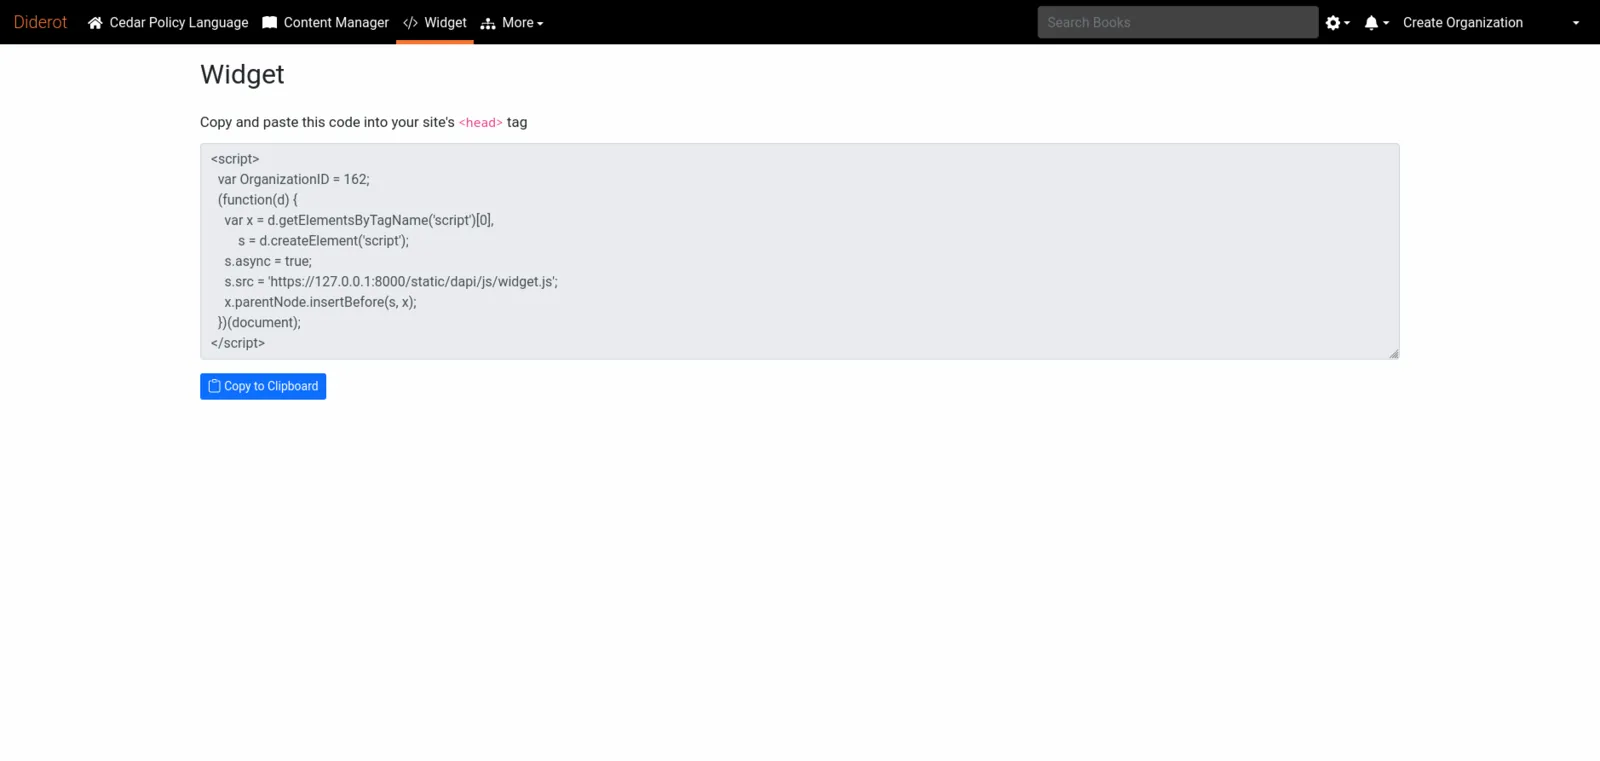 Diderot Cedar Policy Language Content Manager </> Widget More Search Books Create Organization
Widget
Copy and paste this code into your site's <head> tag
<script>
  var OrganizationID = 162;
  (function(d) {
    var x = d.getElementsByTagName('script')[0],
        s = d.createElement('script');
    s.async = true;
    s.src = 'https://127.0.0.1:8000/static/dapi/js/widget.js';
    x.parentNode.insertBefore(s, x);
  })(document);
</script>
Copy to Clipboard